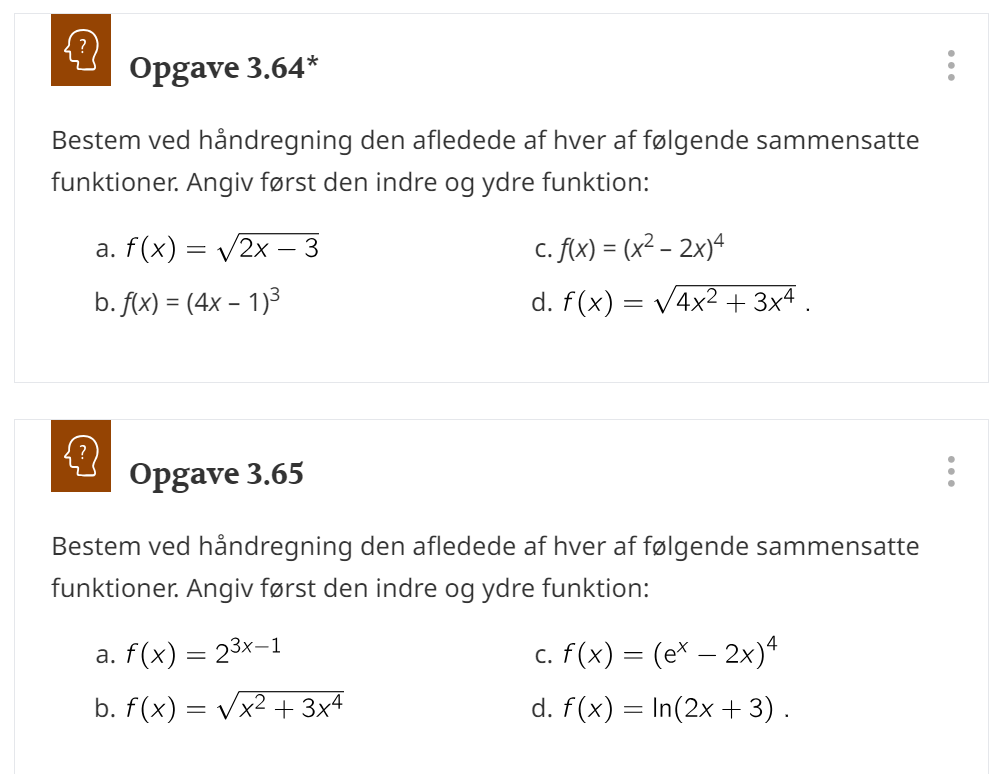 ?
Opgave 3.64*
Bestem ved håndregning den afledede af hver af følgende sammensatte
funktioner. Angiv først den indre og ydre funktion:
a. f(x) = √(2x − 3)
b. f(x) = (4x – 1)³
c. f(x) = (x² – 2x)⁴
d. f(x) = √(4x² + 3x⁴) .
?
Opgave 3.65
Bestem ved håndregning den afledede af hver af følgende sammensatte
funktioner. Angiv først den indre og ydre funktion:
a. f(x) = 2³ˣ⁻¹
b. f(x) = √(x² + 3x⁴)
c. f(x) = (eˣ − 2x)⁴
d. f(x) = ln(2x + 3) .